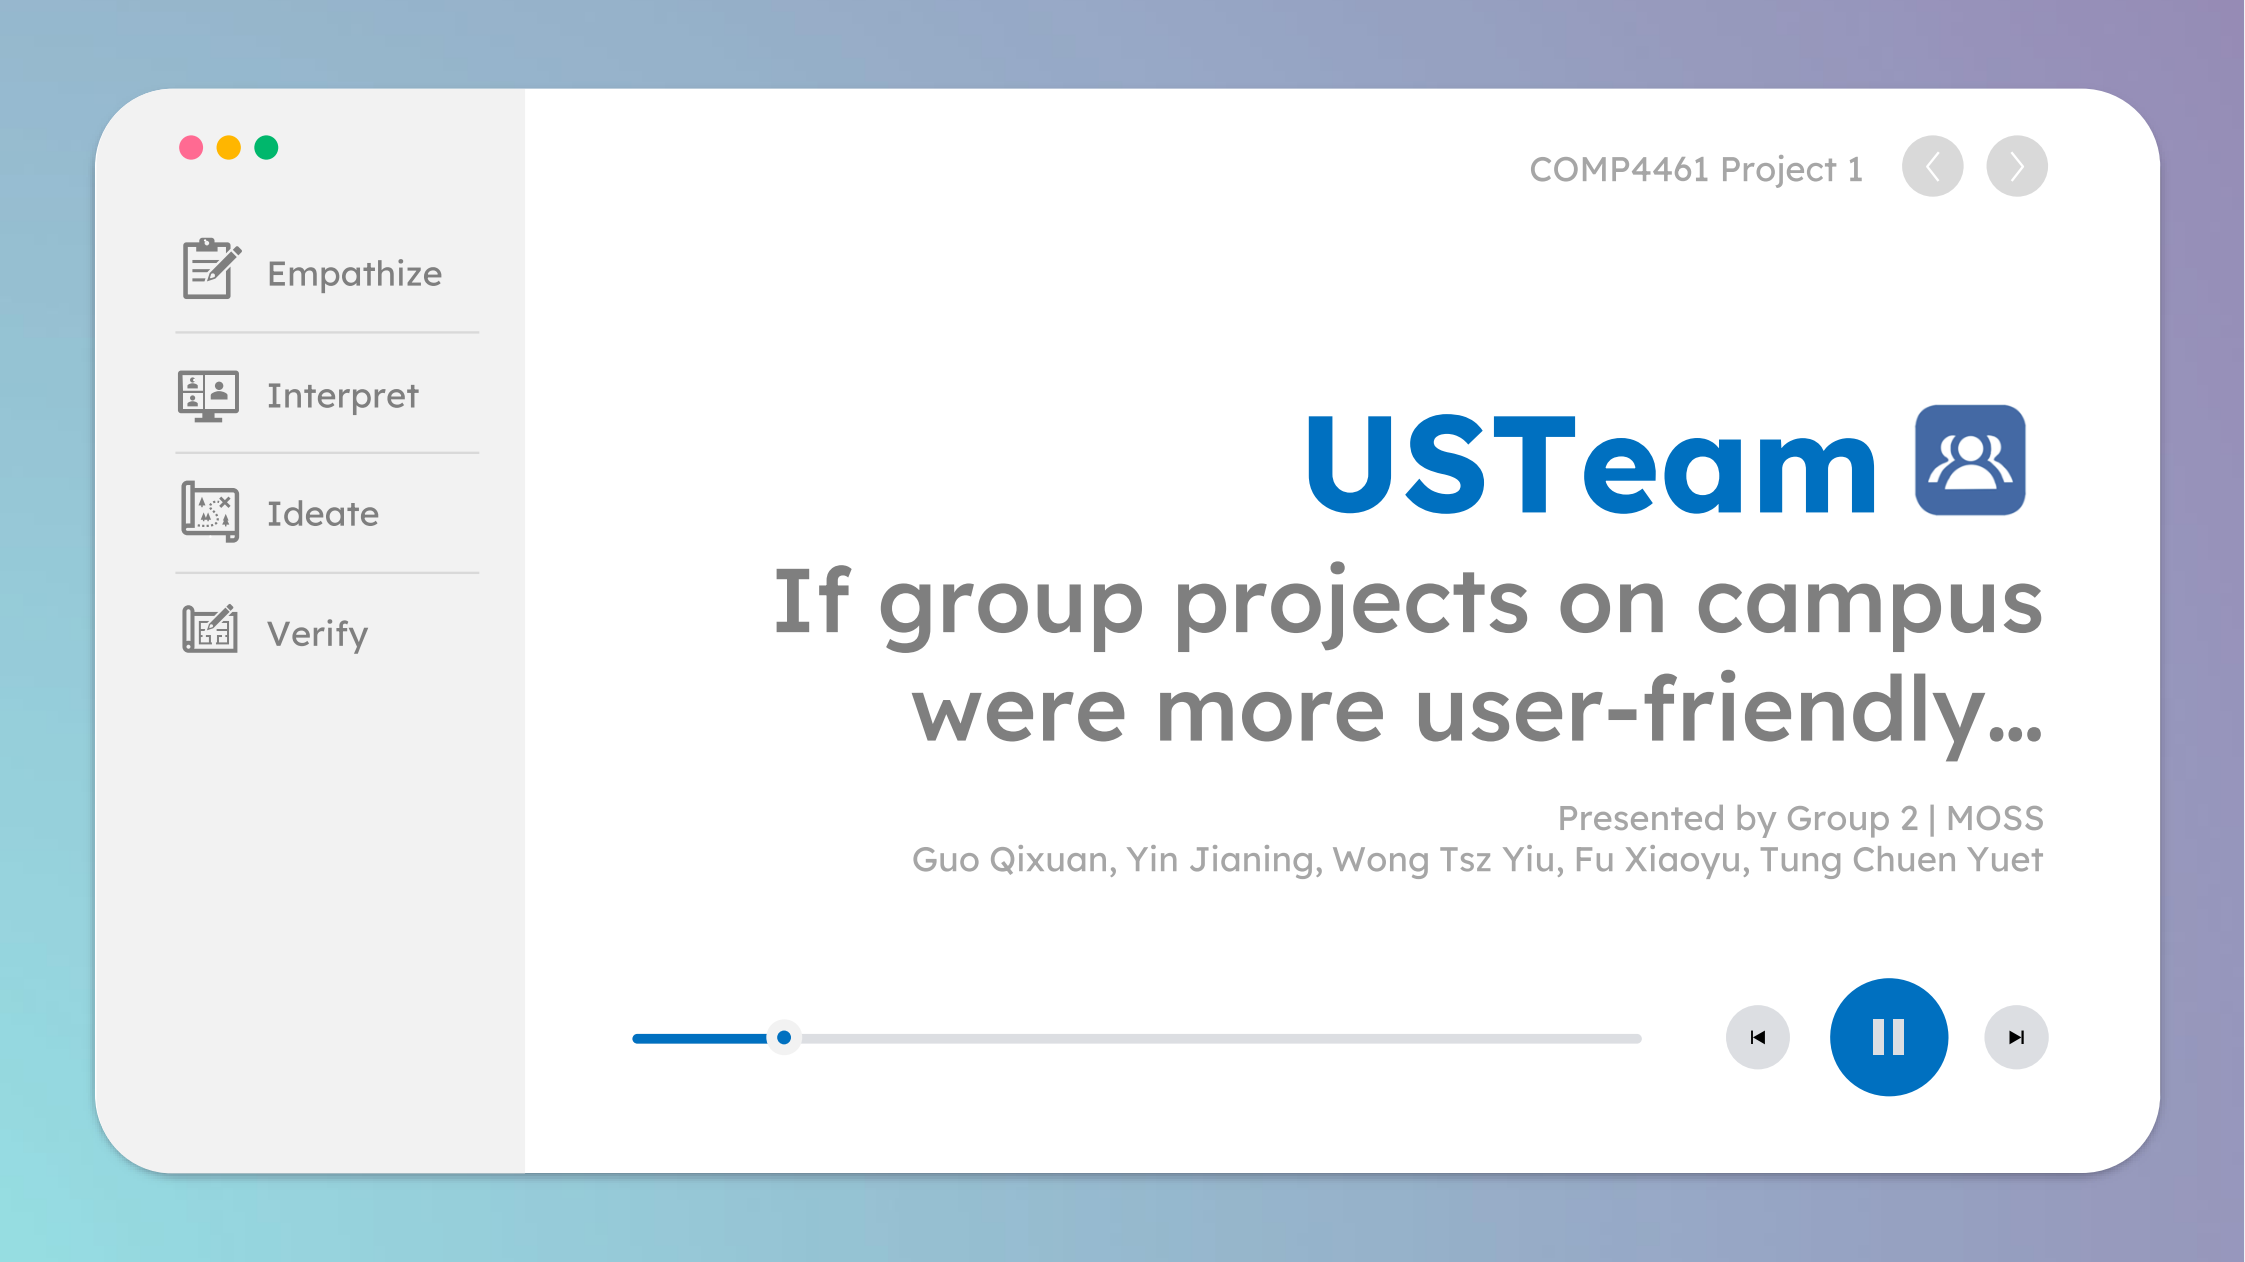 COMP4461 Project 1
Empathize
Interpret
Ideate
Verify
USTeam
If group projects on campus
were more user-friendly...
Presented by Group 2 | MOSS
Guo Qixuan, Yin Jianing, Wong Tsz Yiu, Fu Xiaoyu, Tung Chuen Yuet